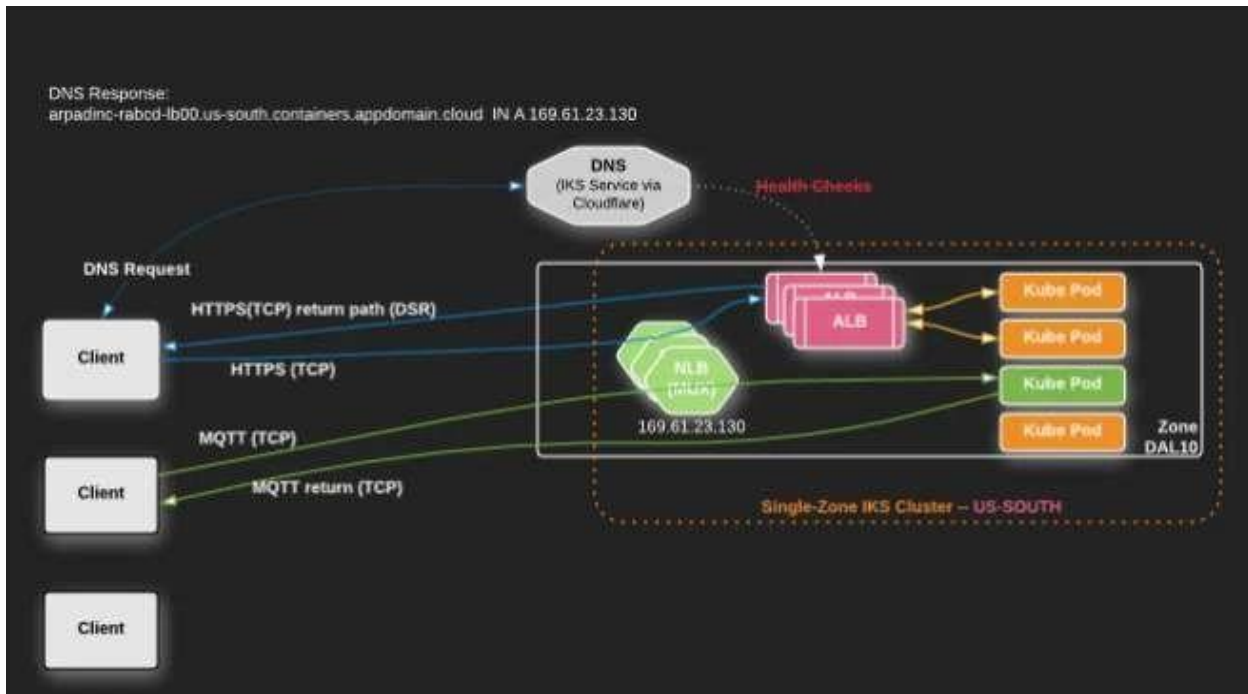 DNS Response:
arpadinc-rabcd-lb00.us-south.containers.appdomain.cloud IN A 169.61.23.130
DNS
(IKS Service via
Cloudflare)
Health Checks
DNS Request
HTTPS(TCP) return path (DSR)
HTTPS (TCP)
Client
ALB
ALB
Kube Pod
Kube Pod
Kube Pod
Kube Pod
NLB
(MUX)
169.61.23.130
Zone
DAL10
MQTT (TCP)
MQTT return (TCP)
Client
Single-Zone IKS Cluster – US-SOUTH
Client